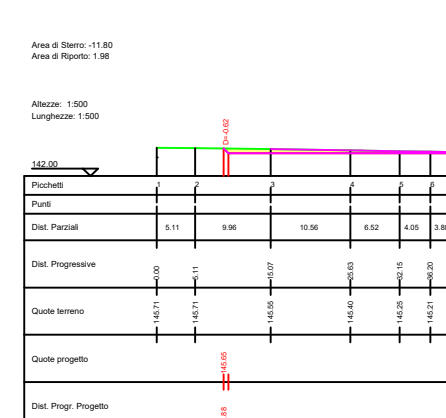 Area di Sterro: -11.80
Area di Riporto: 1.98
Altezze: 1:500
Lunghezze: 1:500
D=-0.62
142.00
Picchetti 1 2 3 4 5 6
Punti
Dist. Parziali 5.11 9.96 10.56 6.52 4.05 3.8
Dist. Progressive 0.00 5.11 15.07 25.63 32.15 36.20
Quote terreno 145.71 145.71 145.55 145.40 145.25 145.21
Quote progetto 145.65
Dist. Progr. Progetto .88